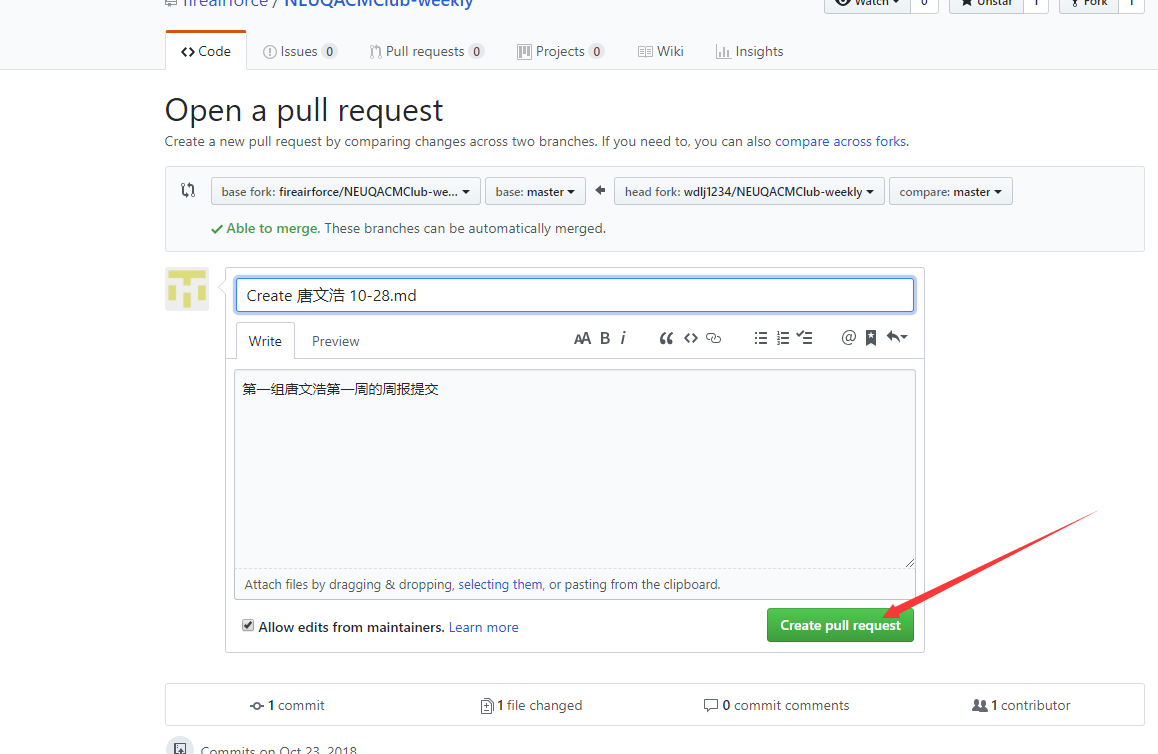 fireairforce / NEUQACMClub-weekly Watch 0 Unstar 1 Fork 1
Code Issues 0 Pull requests 0 Projects 0 Wiki Insights
Open a pull request
Create a new pull request by comparing changes across two branches. If you need to, you can also compare across forks.
base fork: fireairforce/NEUQACMClub-we... base: master head fork: wdlj1234/NEUQACMClub-weekly compare: master
Able to merge. These branches can be automatically merged.
Create 唐文浩 10-28.md
Write Preview AA B i
第一组唐文浩第一周的周报提交
Attach files by dragging & dropping, selecting them, or pasting from the clipboard.
Allow edits from maintainers. Learn more Create pull request
1 commit 1 file changed 0 commit comments 1 contributor
Commits on Oct 23, 2018